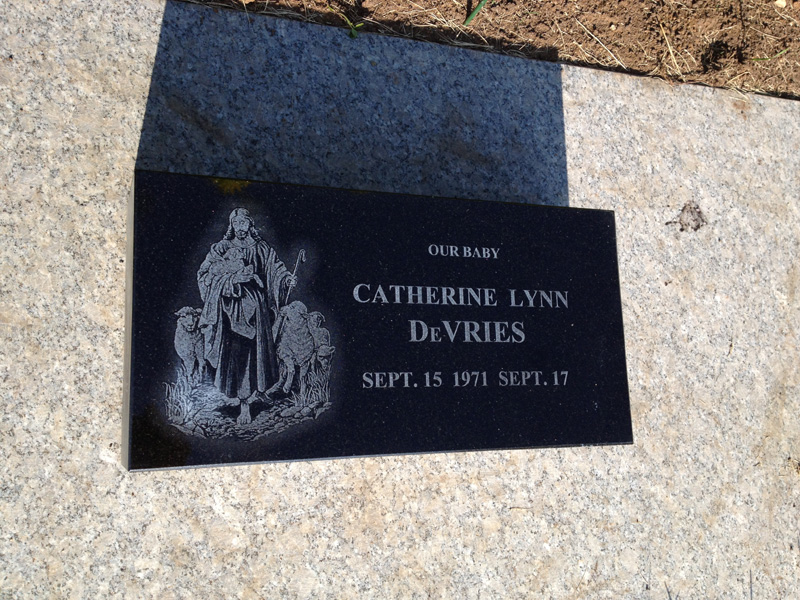 OUR BABY
CATHERINE LYNN
DeVRIES
SEPT. 15 1971 SEPT. 17